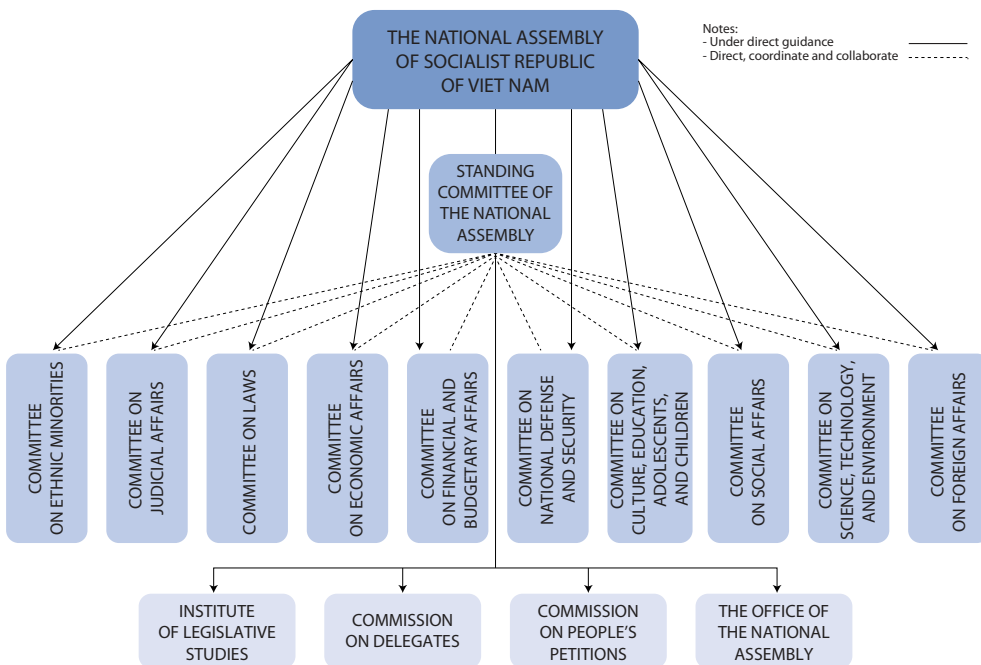 THE NATIONAL ASSEMBLY
OF SOCIALIST REPUBLIC
OF VIET NAM
Notes:
- Under direct guidance
- Direct, coordinate and collaborate
STANDING
COMMITTEE OF
THE NATIONAL
ASSEMBLY
COMMITTEE
ON ETHNIC MINORITIES
COMMITTEE ON
JUDICIAL AFFAIRS
COMMITTEE ON LAWS
COMMITTEE
ON ECONOMIC AFFAIRS
COMMITTEE
ON FINANCIAL AND
BUDGETARY AFFAIRS
COMMITTEE ON
NATIONAL DEFENSE
AND SECURITY
COMMITTEE ON
CULTURE, EDUCATION,
ADOLESCENTS,
AND CHILDREN
COMMITTEE
ON SOCIAL AFFAIRS
COMMITTEE ON
SCIENCE, TECHNOLOGY,
AND ENVIRONMENT
COMMITTEE
ON FOREIGN AFFAIRS
INSTITUTE
OF LEGISLATIVE
STUDIES
COMMISSION
ON DELEGATES
COMMISSION
ON PEOPLE'S
PETITIONS
THE OFFICE OF
THE NATIONAL
ASSEMBLY